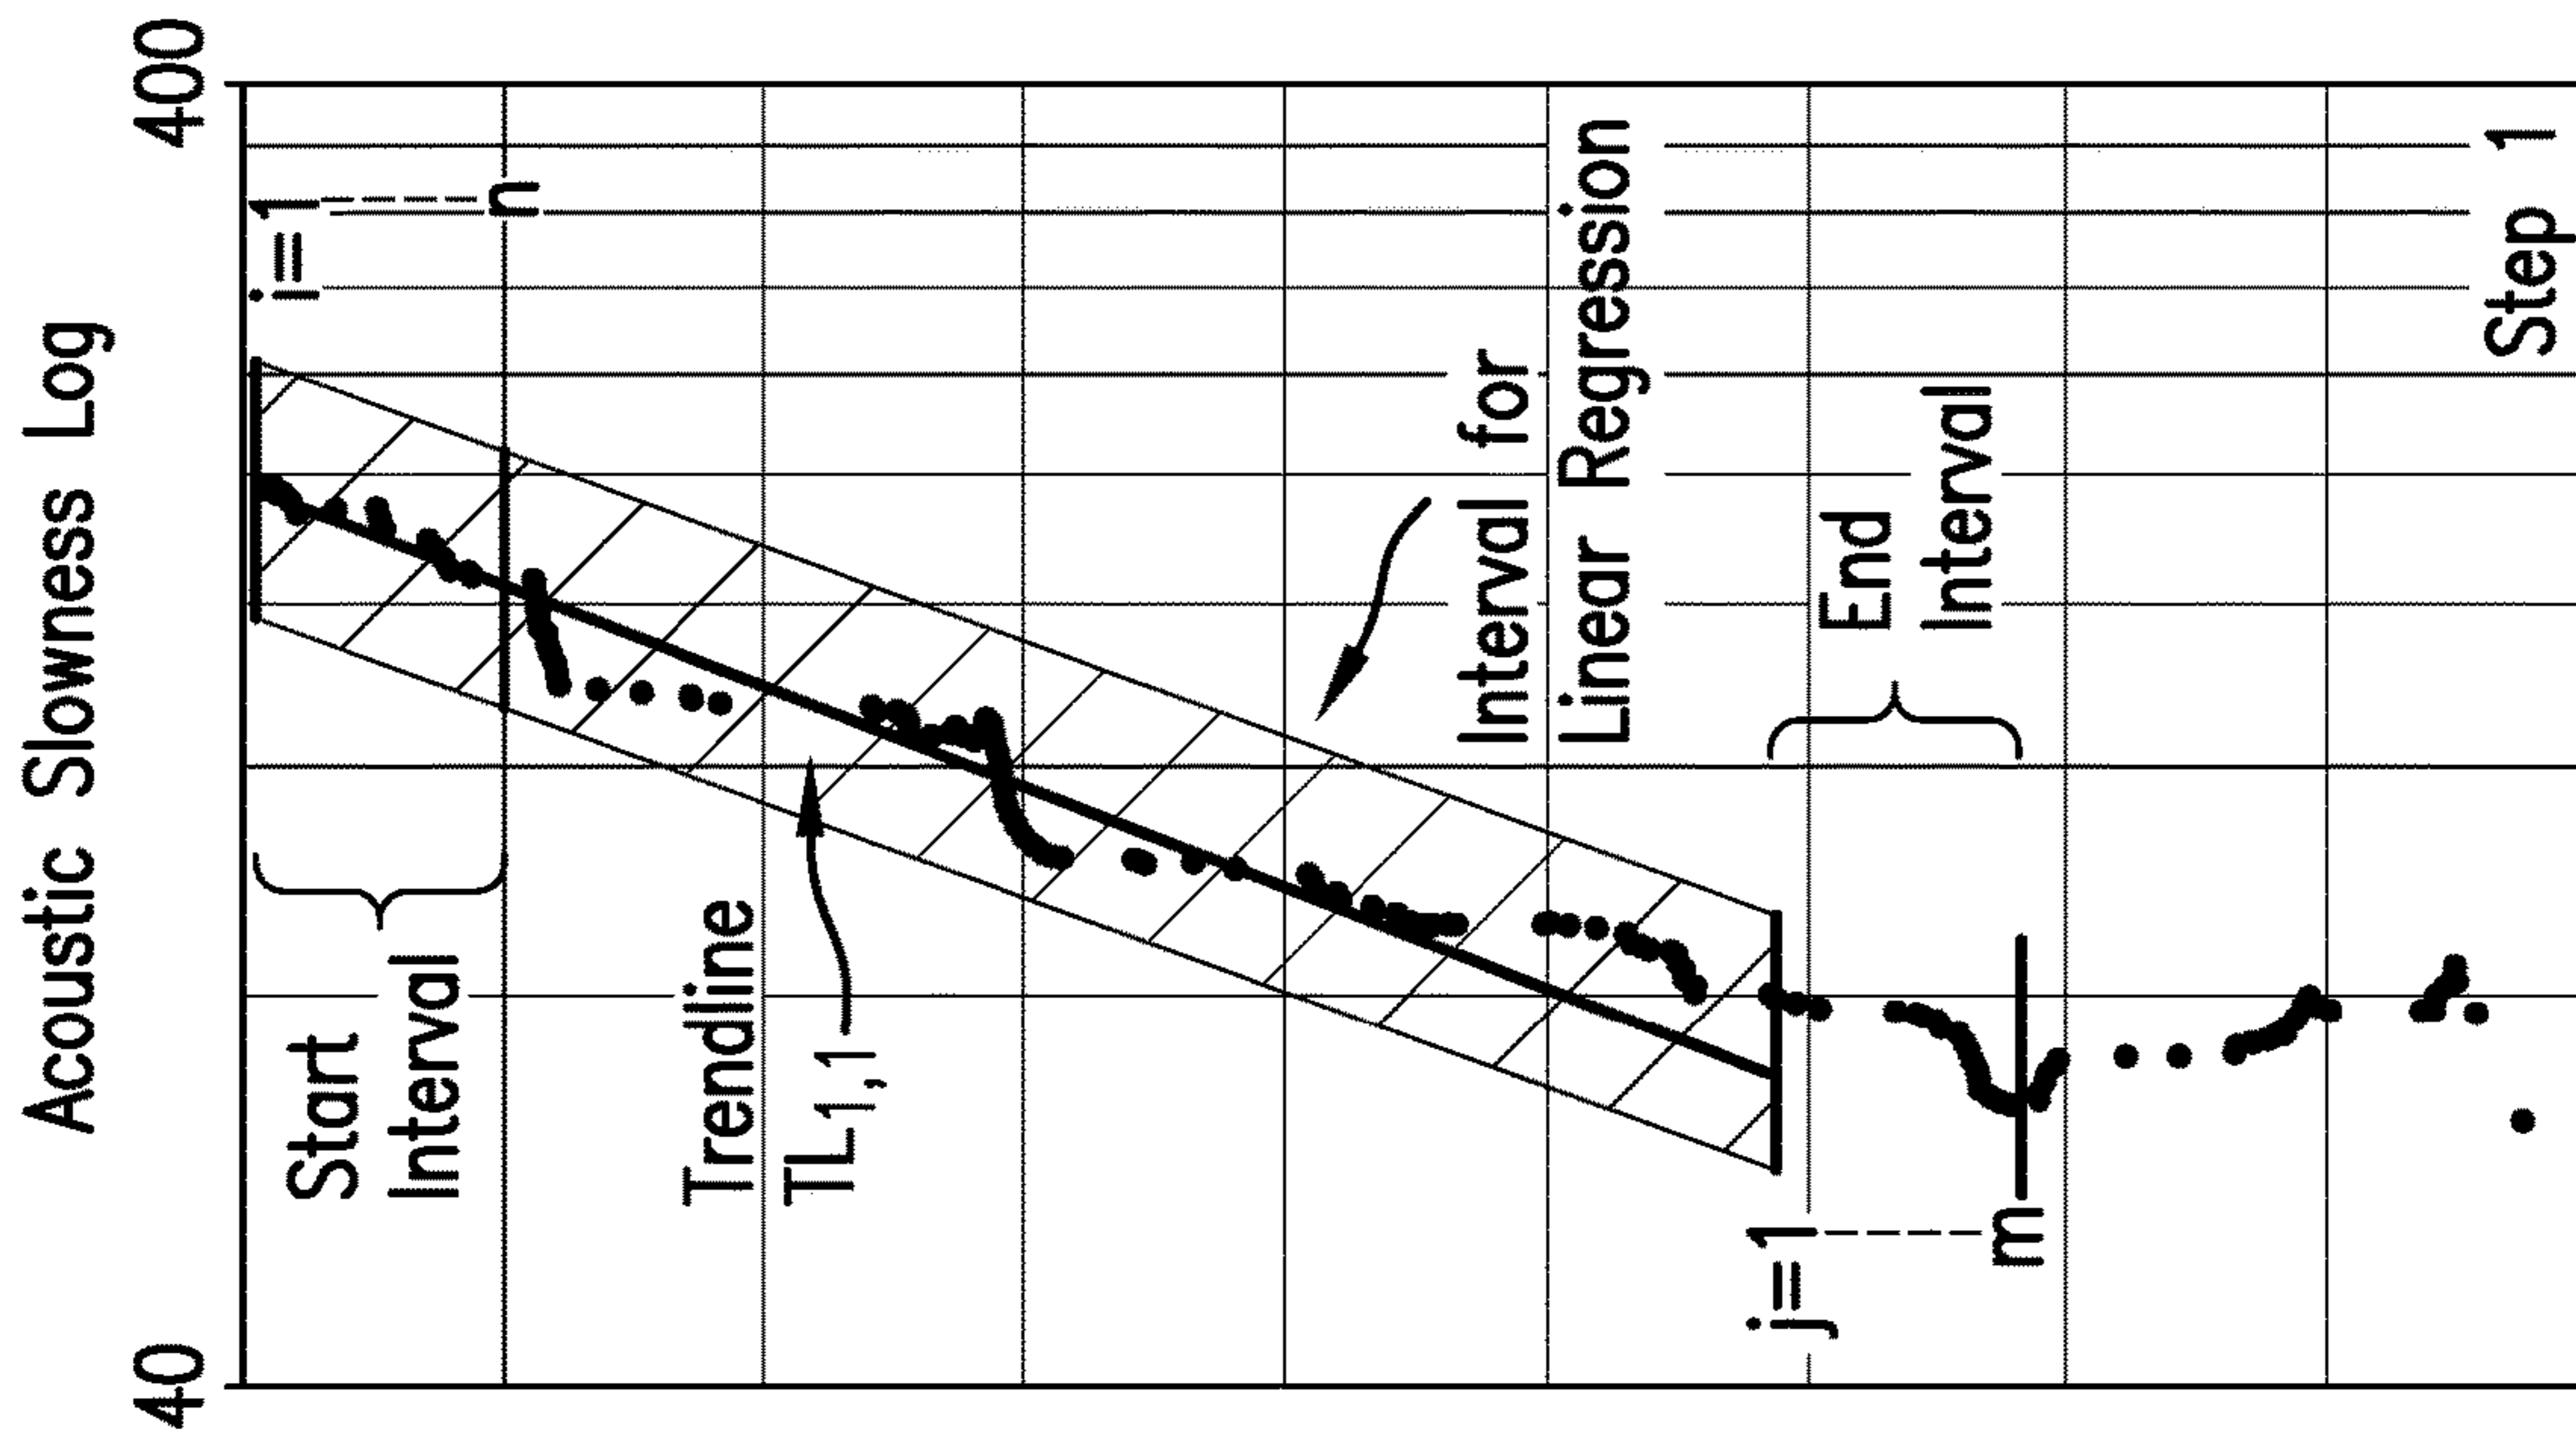 Acoustic Slowness Log
40
400
i=1
n
Start
Interval
Trendline
TL1,1
Interval for
Linear Regression
End
Interval
j=1
m
Step 1